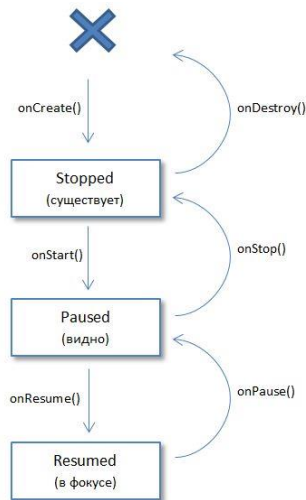 onCreate()
onDestroy()
Stopped
(существует)
onStart()
onStop()
Paused
(видно)
onResume()
onPause()
Resumed
(в фокусе)